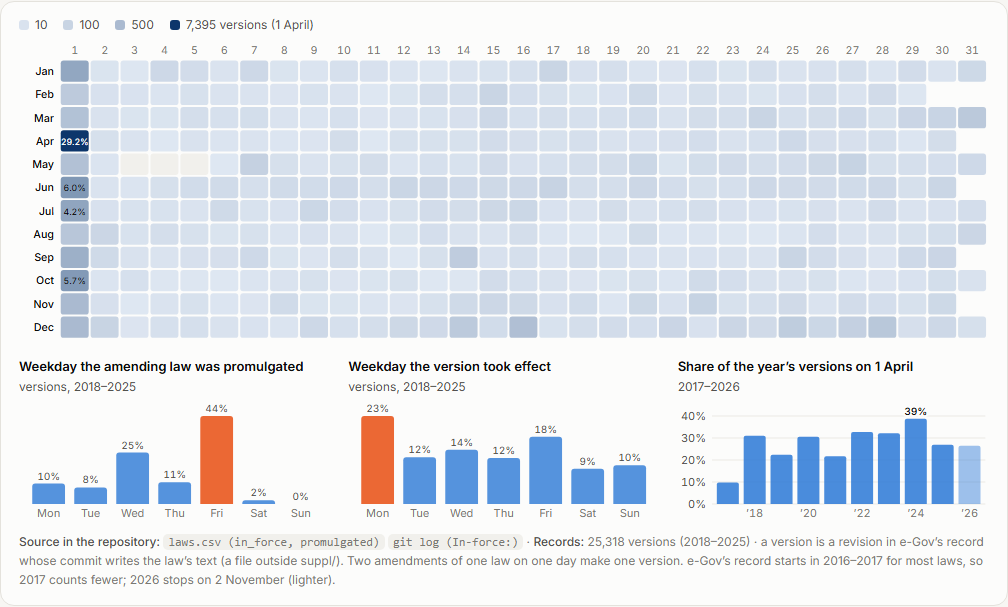 10 100 500 7,395 versions (1 April)
1 2 3 4 5 6 7 8 9 10 11 12 13 14 15 16 17 18 19 20 21 22 23 24 25 26 27 28 29 30 31
Jan
Feb
Mar
Apr 29.2%
May
Jun 6.0%
Jul 4.2%
Aug
Sep
Oct 5.7%
Nov
Dec
Weekday the amending law was promulgated
versions, 2018–2025
44%
25%
10% 8% 11% 2% 0%
Mon Tue Wed Thu Fri Sat Sun
Weekday the version took effect
versions, 2018–2025
23%
12% 14% 12% 18% 9% 10%
Mon Tue Wed Thu Fri Sat Sun
Share of the year’s versions on 1 April
2017–2026
39%
40%
30%
20%
10%
0%
’18 ’20 ’22 ’24 ’26
Source in the repository: laws.csv (in_force, promulgated) git log (In-force:) · Records: 25,318 versions (2018–2025) · a version is a revision in e-Gov’s record
whose commit writes the law’s text (a file outside suppl/). Two amendments of one law on one day make one version. e-Gov’s record starts in 2016–2017 for most laws, so
2017 counts fewer; 2026 stops on 2 November (lighter).